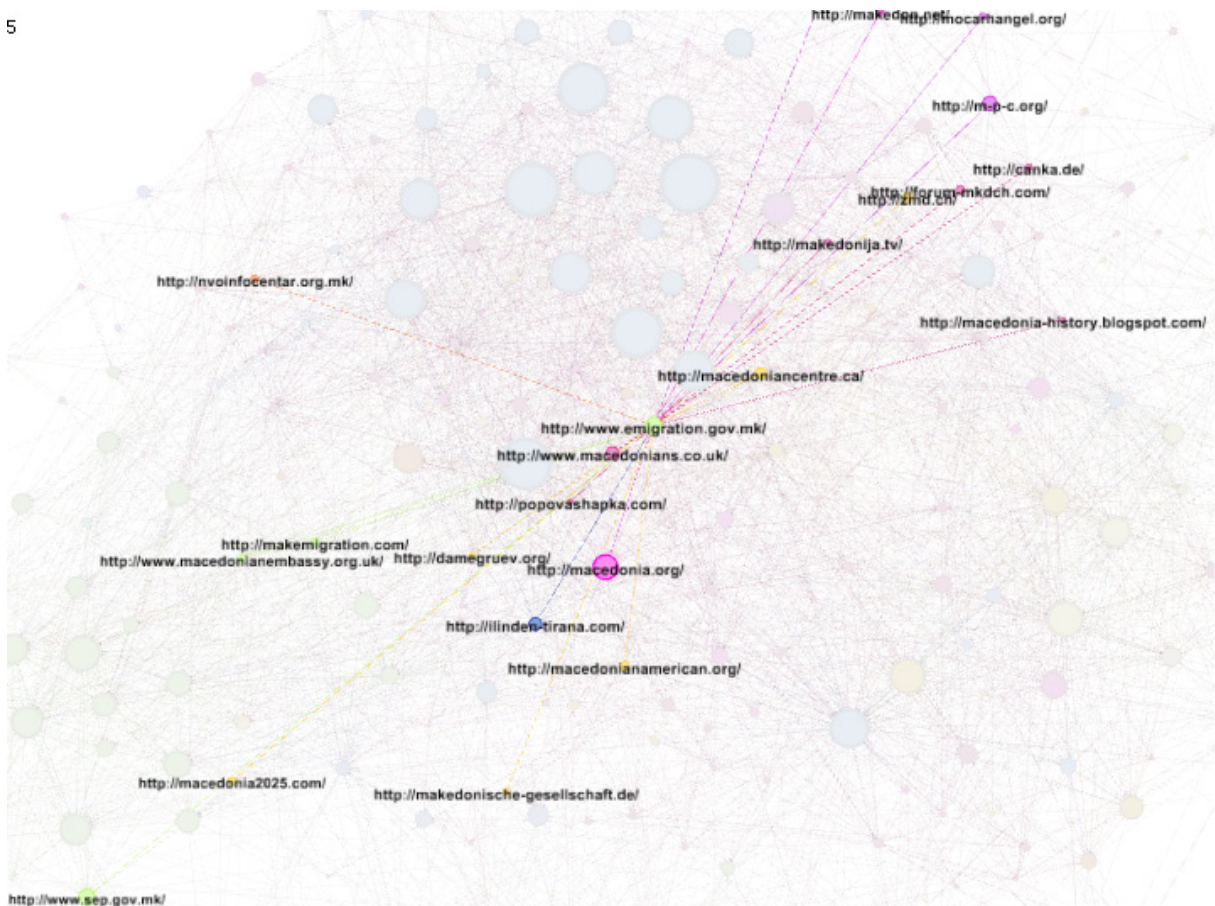 5
http://makedon.net/
http://mocarhangel.org/
http://m-p-c.org/
http://canka.de/
http://forum-mkdch.com/
http://zmd.ch/
http://makedonija.tv/
http://nvoinfocentar.org.mk/
http://macedonia-history.blogspot.com/
http://macedoniancentre.ca/
http://www.emigration.gov.mk/
http://www.macedonians.co.uk/
http://popovashapka.com/
http://makemigration.com/
http://www.macedonianembassy.org.uk/
http://damegruev.org/
http://macedonia.org/
http://ilinden-tirana.com/
http://macedonianamerican.org/
http://macedonia2025.com/
http://makedonische-gesellschaft.de/
http://www.sep.gov.mk/